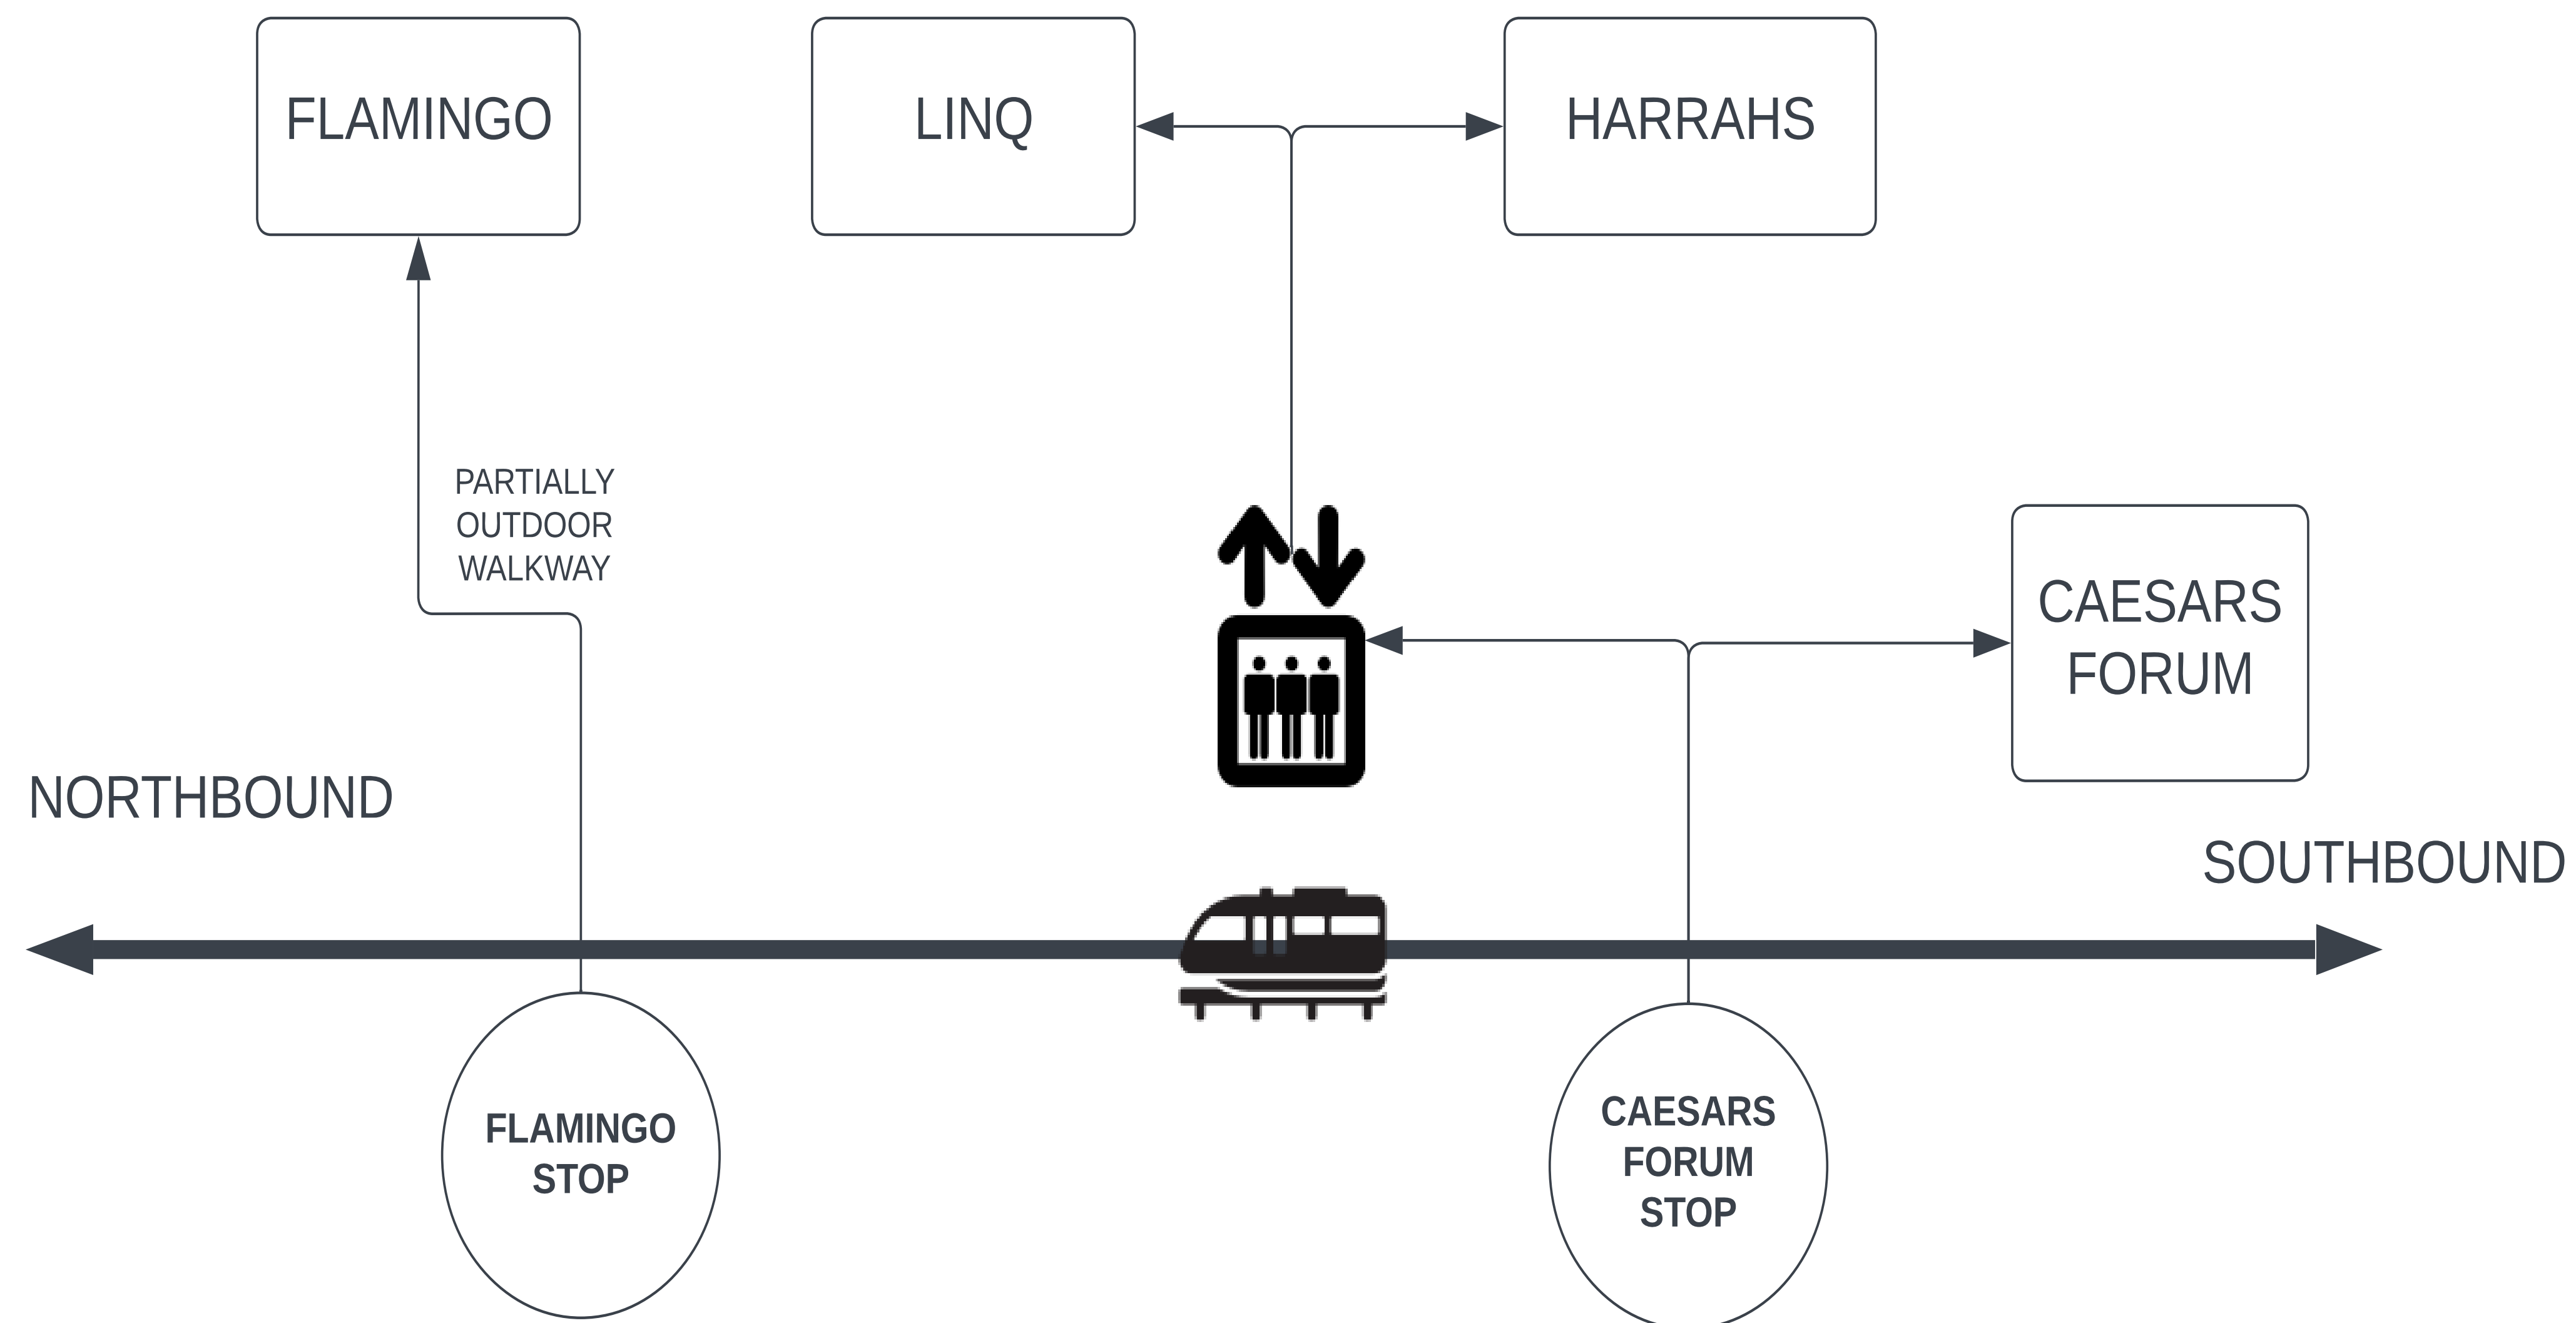 FLAMINGO
LINQ
HARRAHS
PARTIALLY
OUTDOOR
WALKWAY
CAESARS
FORUM
NORTHBOUND
SOUTHBOUND
FLAMINGO
STOP
CAESARS
FORUM
STOP